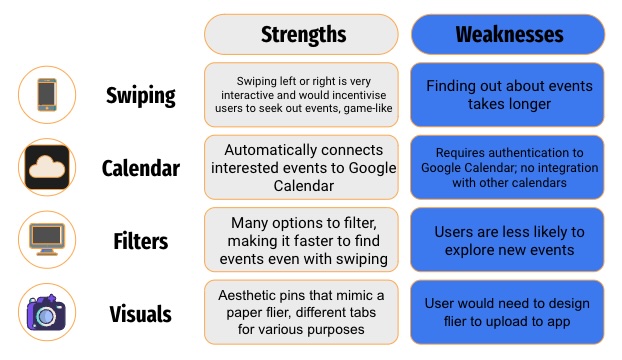 Strengths
Weaknesses
Swiping
Swiping left or right is very
interactive and would incentivise
users to seek out events, game-like
Finding out about events
takes longer
Calendar
Automatically connects
interested events to Google
Calendar
Requires authentication to
Google Calendar; no integration
with other calendars
Filters
Many options to filter,
making it faster to find
events even with swiping
Users are less likely to
explore new events
Visuals
Aesthetic pins that mimic a
paper flier, different tabs
for various purposes
User would need to design
flier to upload to app